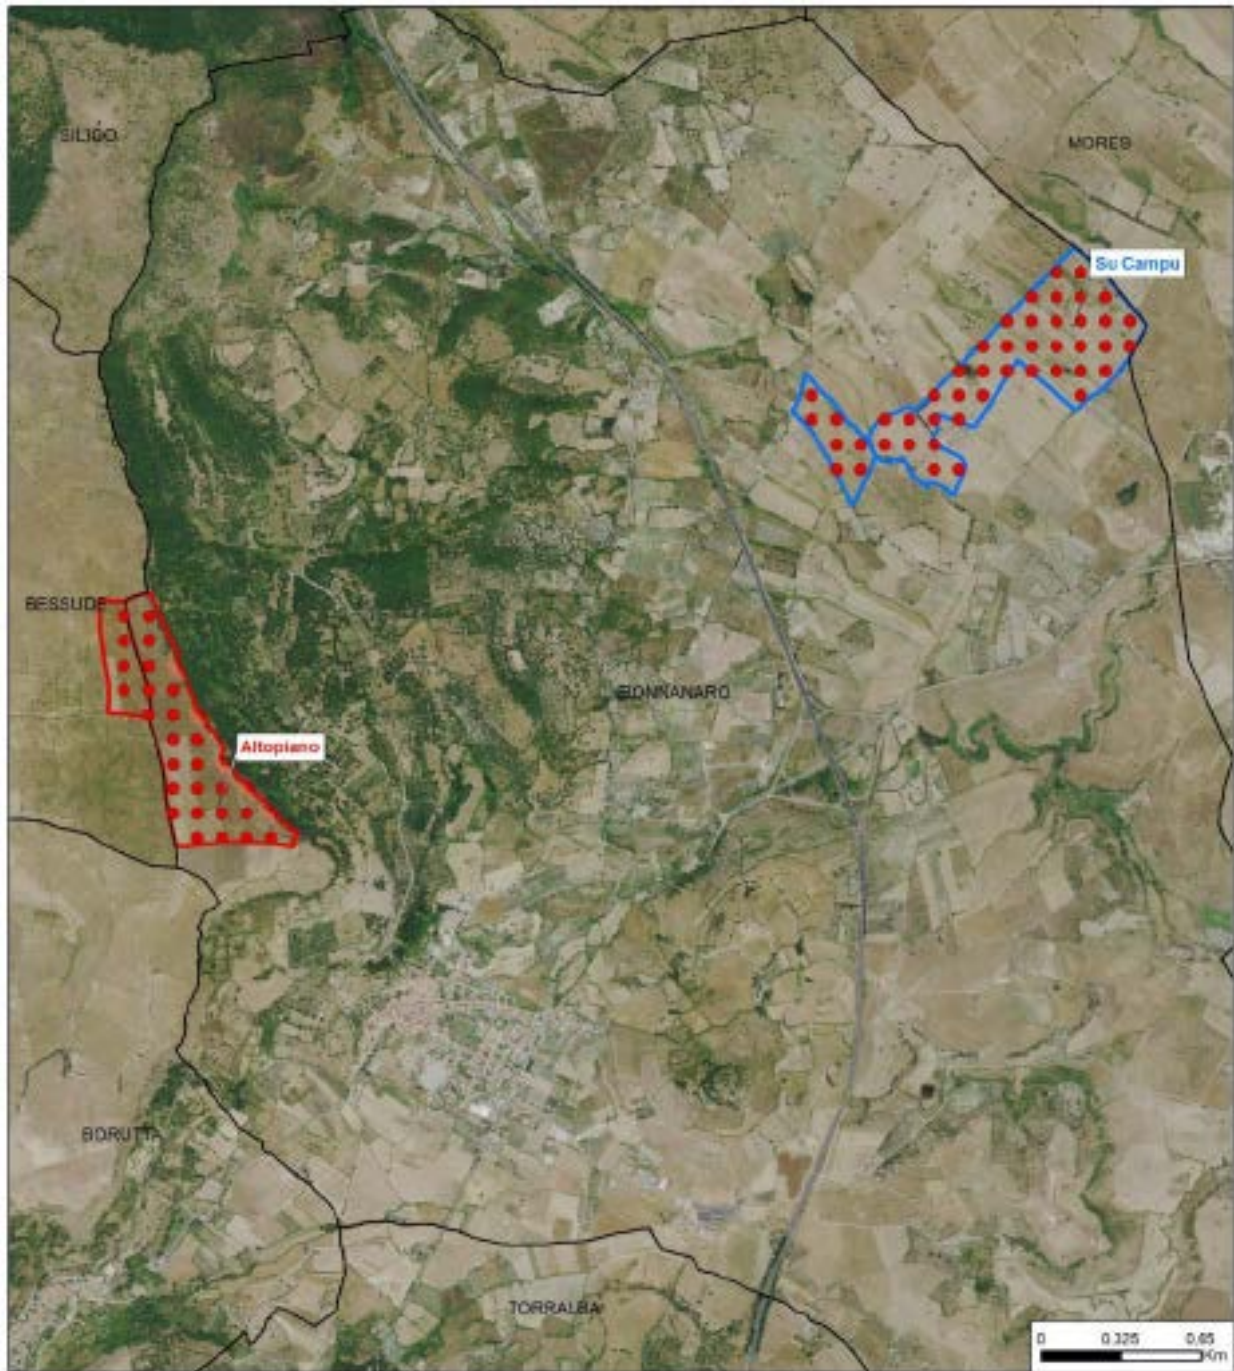 SILIGO
MORES
Su Campu
BESSUDE
BONNANARO
Altopiano
BORUTTA
TORRALBA
0 0,325 0,65
Km